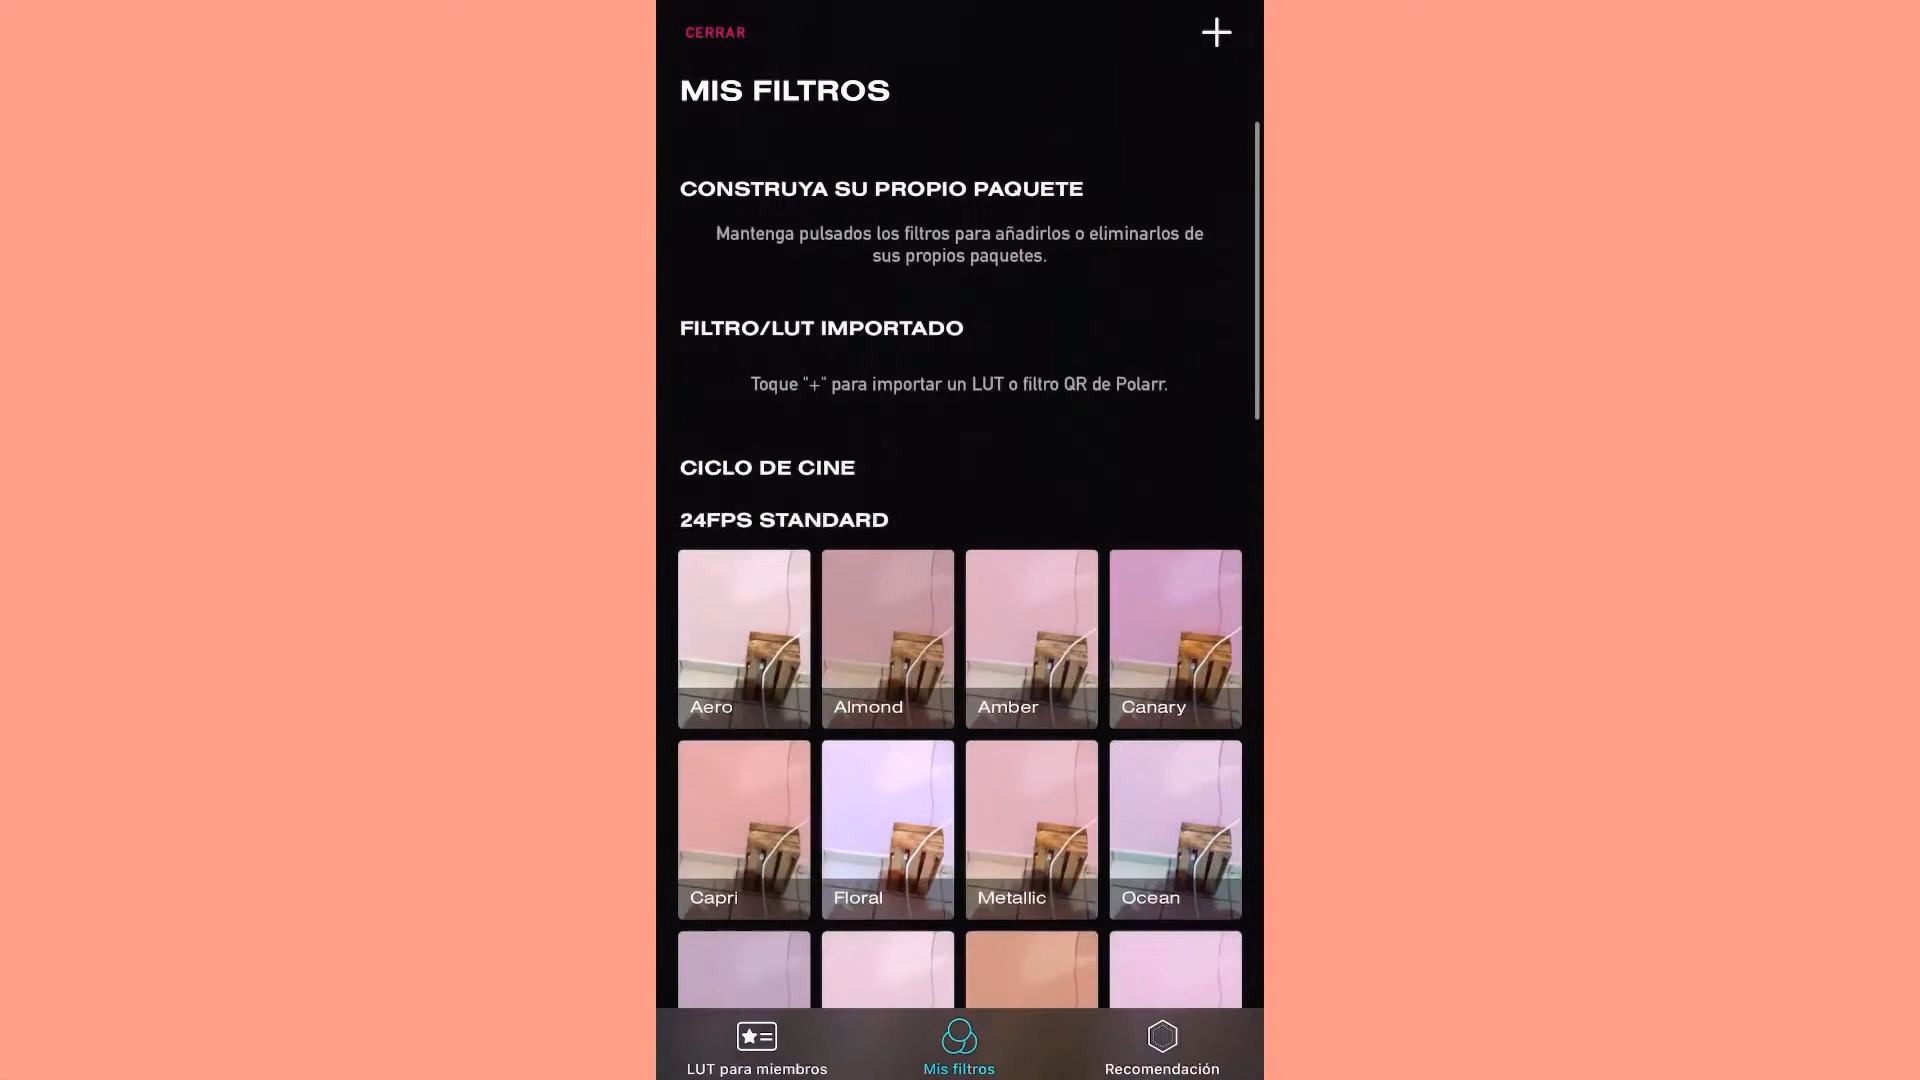 CERRAR
MIS FILTROS
CONSTRUYA SU PROPIO PAQUETE
Mantenga pulsados los filtros para añadirlos o eliminarlos de
sus propios paquetes.
FILTRO/LUT IMPORTADO
Toque "+" para importar un LUT o filtro QR de Polarr.
CICLO DE CINE
24FPS STANDARD
Aero
Almond
Amber
Canary
Capri
Floral
Metallic
Ocean
LUT para miembros
Mis filtros
Recomendación